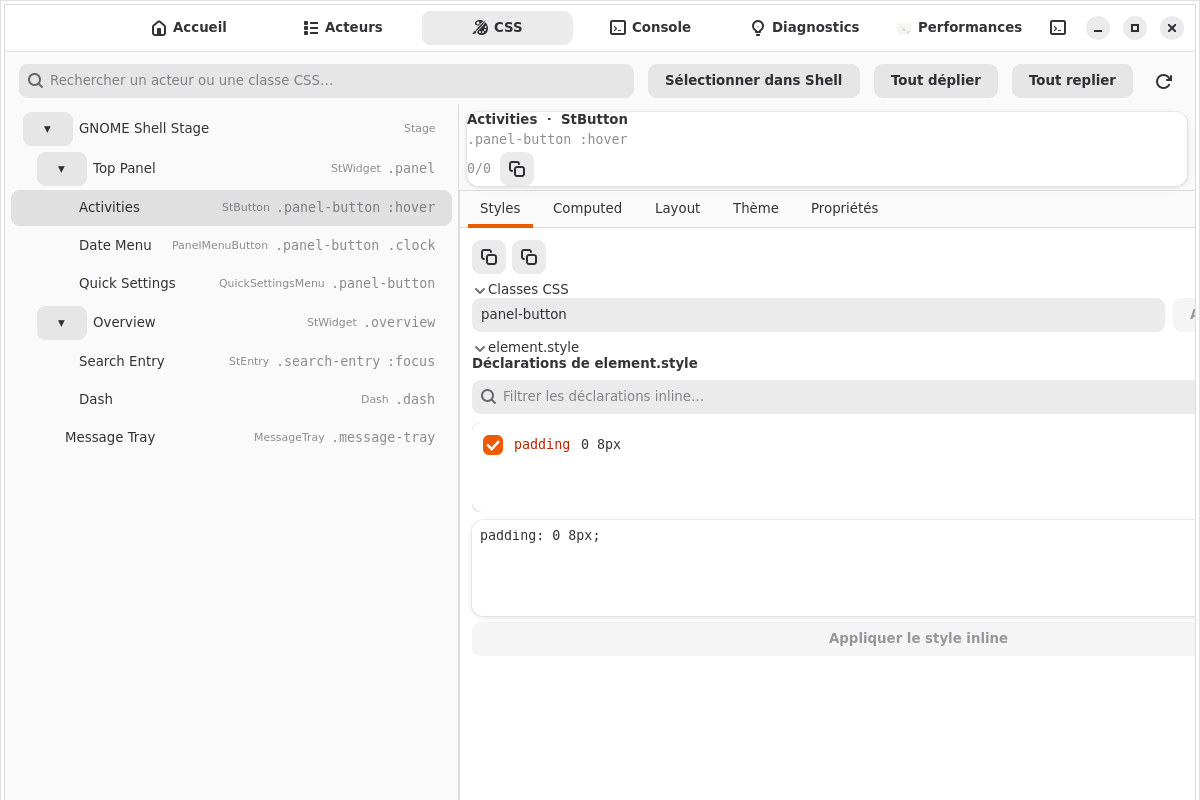 Accueil Acteurs CSS Console Diagnostics Performances
Rechercher un acteur ou une classe CSS… Sélectionner dans Shell Tout déplier Tout replier
GNOME Shell Stage Stage
Top Panel StWidget .panel
Activities StButton .panel-button :hover
Date Menu PanelMenuButton .panel-button .clock
Quick Settings QuickSettingsMenu .panel-button
Overview StWidget .overview
Search Entry StEntry .search-entry :focus
Dash Dash .dash
Message Tray MessageTray .message-tray
Activities · StButton
.panel-button :hover
0/0
Styles Computed Layout Thème Propriétés
Classes CSS
panel-button
element.style
Déclarations de element.style
Filtrer les déclarations inline…
padding 0 8px
padding: 0 8px;
Appliquer le style inline